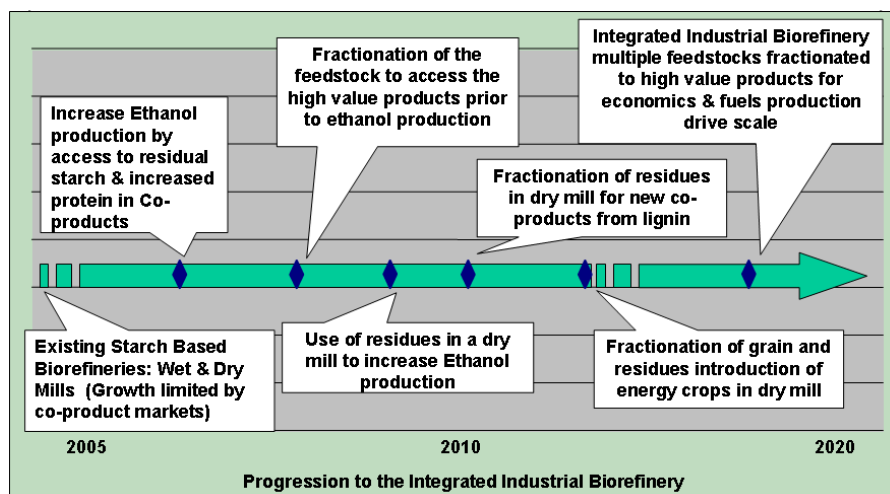 Fractionation of the
feedstock to access the
high value products prior
to ethanol production
Integrated Industrial Biorefinery
multiple feedstocks fractionated
to high value products for
economics & fuels production
drive scale
Increase Ethanol
production by
access to residual
starch & increased
protein in Co-
products
Fractionation of residues
in dry mill for new co-
products from lignin
Existing Starch Based
Biorefineries: Wet & Dry
Mills  (Growth limited by
co-product markets)
Use of residues in a dry
mill to increase Ethanol
production
Fractionation of grain and
residues introduction of
energy crops in dry mill
2005
2010
2020
Progression to the Integrated Industrial Biorefinery